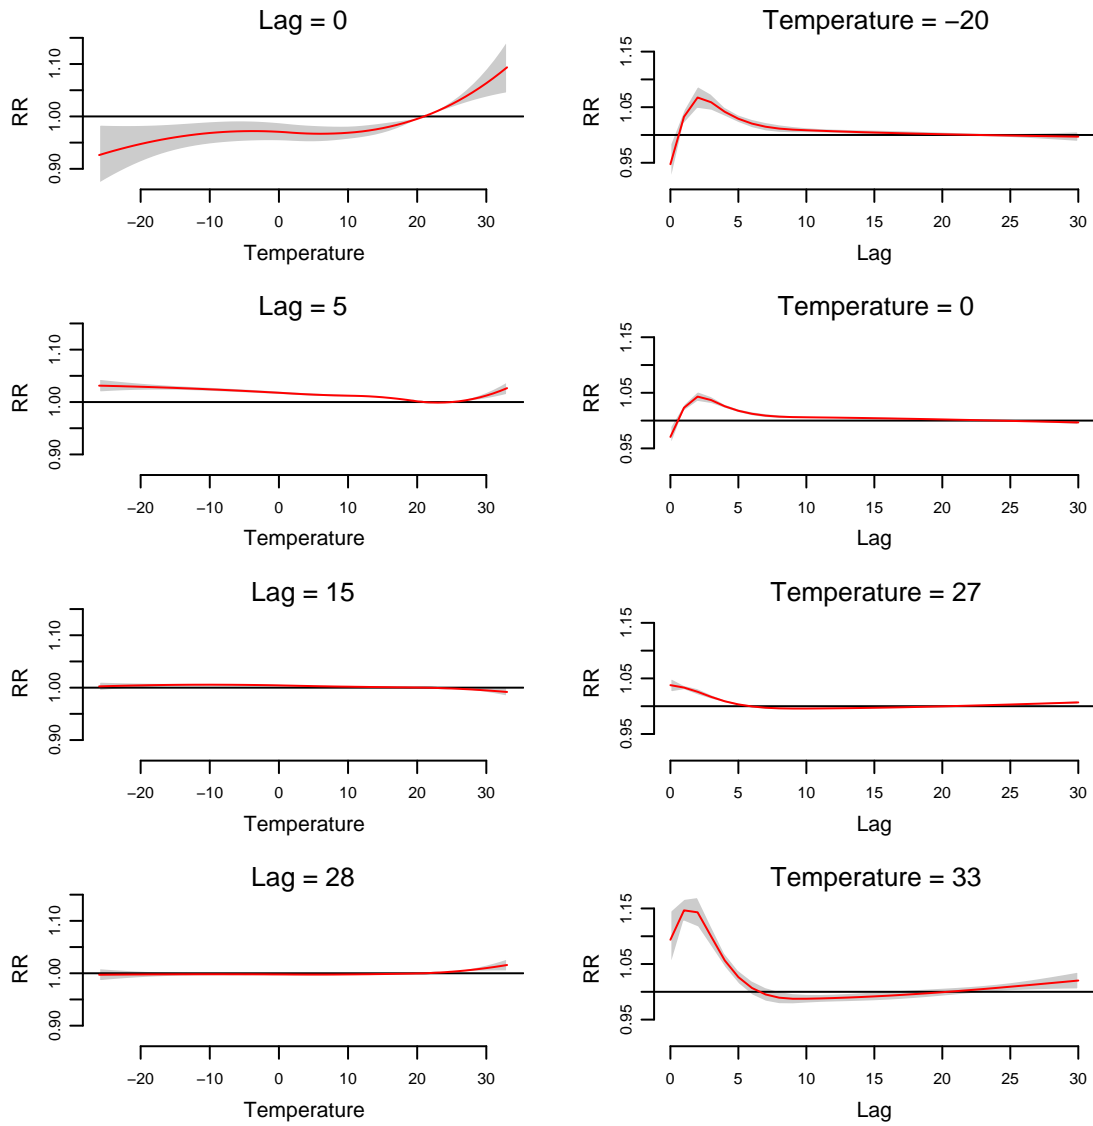 Lag = 0
RR
0.90 1.00 1.10
−20 −10 0 10 20 30
Temperature
Temperature = −20
RR
0.95 1.05 1.15
0 5 10 15 20 25 30
Lag
Lag = 5
RR
0.90 1.00 1.10
−20 −10 0 10 20 30
Temperature
Temperature = 0
RR
0.95 1.05 1.15
0 5 10 15 20 25 30
Lag
Lag = 15
RR
0.90 1.00 1.10
−20 −10 0 10 20 30
Temperature
Temperature = 27
RR
0.95 1.05 1.15
0 5 10 15 20 25 30
Lag
Lag = 28
RR
0.90 1.00 1.10
−20 −10 0 10 20 30
Temperature
Temperature = 33
RR
0.95 1.05 1.15
0 5 10 15 20 25 30
Lag